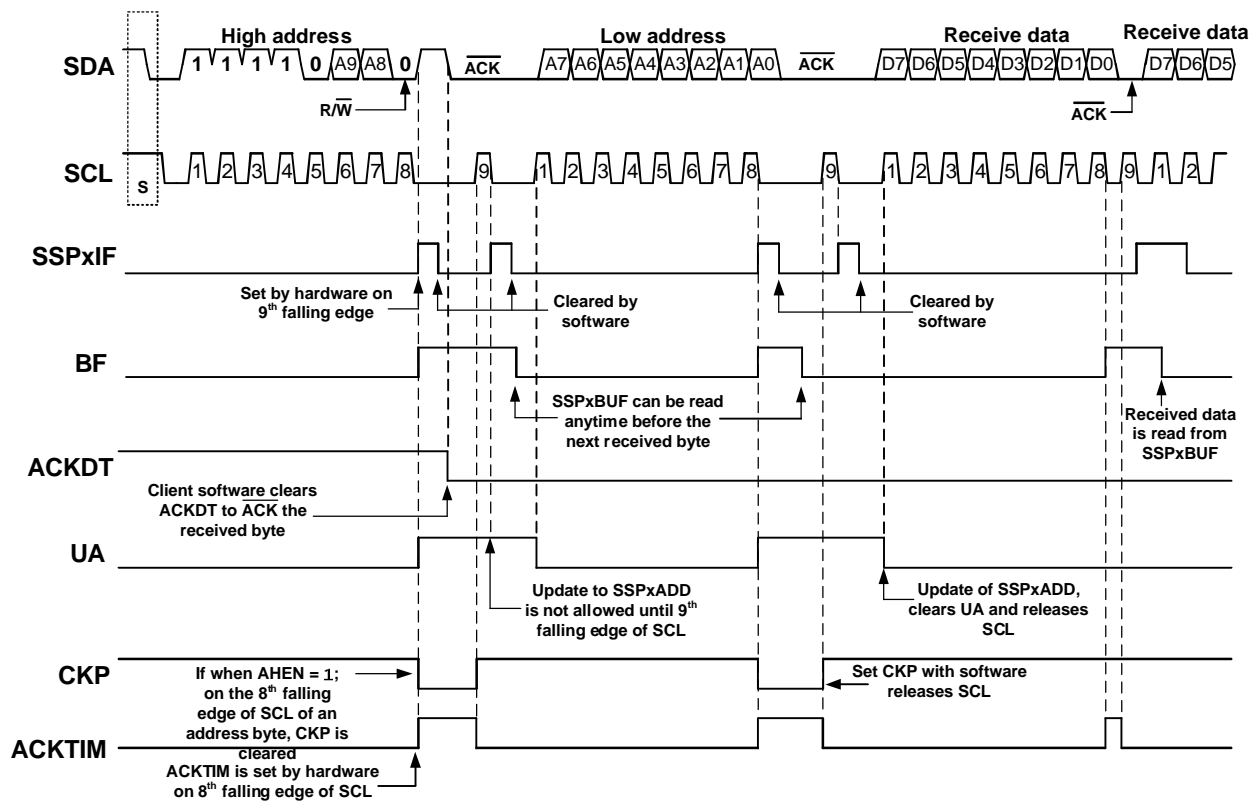 High address
Low address
Receive data
Receive data
SDA
1 1 1 1 0 A9 A8 0
ACK
A7 A6 A5 A4 A3 A2 A1 A0
ACK
D7 D6 D5 D4 D3 D2 D1 D0
D7 D6 D5
R/W
ACK
SCL
S
1 2 3 4 5 6 7 8 9 1 2 3 4 5 6 7 8 9 1 2 3 4 5 6 7 8 9 1 2
SSPxIF
Set by hardware on
9th falling edge
Cleared by
software
Cleared by
software
BF
SSPxBUF can be read
anytime before the
next received byte
Received data
is read from
SSPxBUF
ACKDT
Client software clears
ACKDT to ACK the
received byte
UA
Update to SSPxADD
is not allowed until 9th
falling edge of SCL
Update of SSPxADD,
clears UA and releases
SCL
CKP
If when AHEN = 1;
on the 8th falling
edge of SCL of an
address byte, CKP is
cleared
Set CKP with software
releases SCL
ACKTIM
ACKTIM is set by hardware
on 8th falling edge of SCL